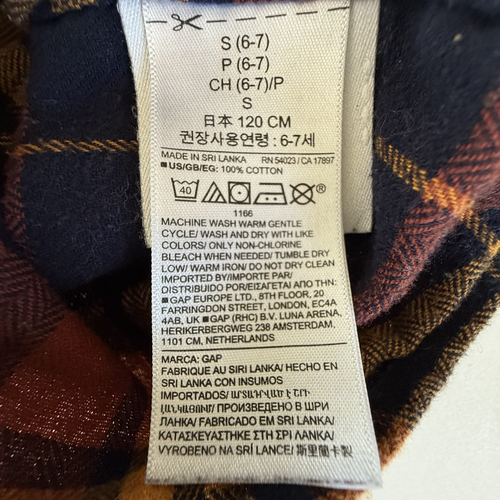 S (6-7)
P (6-7)
CH (6-7)/P
S
日本 120 CM
권장사용연령 : 6-7세
MADE IN SRI LANKA RN 54023 / CA 17897
■US/GB/EG: 100% COTTON
40
1166
MACHINE WASH WARM GENTLE
CYCLE/ WASH AND DRY WITH LIKE
COLORS/ ONLY NON-CHLORINE
BLEACH WHEN NEEDED/ TUMBLE DRY
LOW/ WARM IRON/ DO NOT DRY CLEAN
IMPORTED BY/IMPORTE PAR/
DISTRIBUIDO POR/ΕΙΣΑΓΕΤΑΙ ΑΠΟ ΤΗΝ:
■GAP EUROPE LTD., 8TH FLOOR, 20
FARRINGDON STREET, LONDON, EC4A
4AB, UK ■GAP (RHC) B.V. LUNA ARENA,
HERIKERBERGWEG 238 AMSTERDAM,
1101 CM, NETHERLANDS
MARCA: GAP
FABRIQUE AU SIRI LANKA/ HECHO EN
SRI LANKA CON INSUMOS
IMPORTADOS/ ԱՐՏԱԴՐՎԱԾ Է ՇՐԻ
ԼԱՆԿԱՅՈՒՄ/ ПРОИЗВЕДЕНО В ШРИ
ЛАНКА/ FABRICADO EM SRI LANKA/
ΚΑΤΑΣΚΕΥΑΣΤΗΚΕ ΣΤΗ ΣΡΙ ΛΑΝΚΑ/
VYROBENO NA SRÍ LANCE/ 斯里蘭卡製